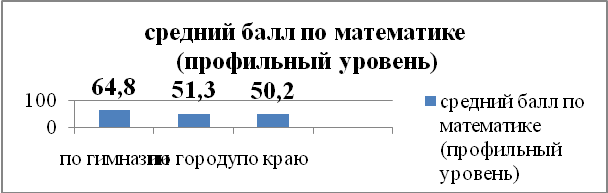 средний балл по математике
(профильный уровень)
64,8 51,3 50,2
100
0
по гимназии по городу по краю
средний балл по
математике
(профильный
уровень)